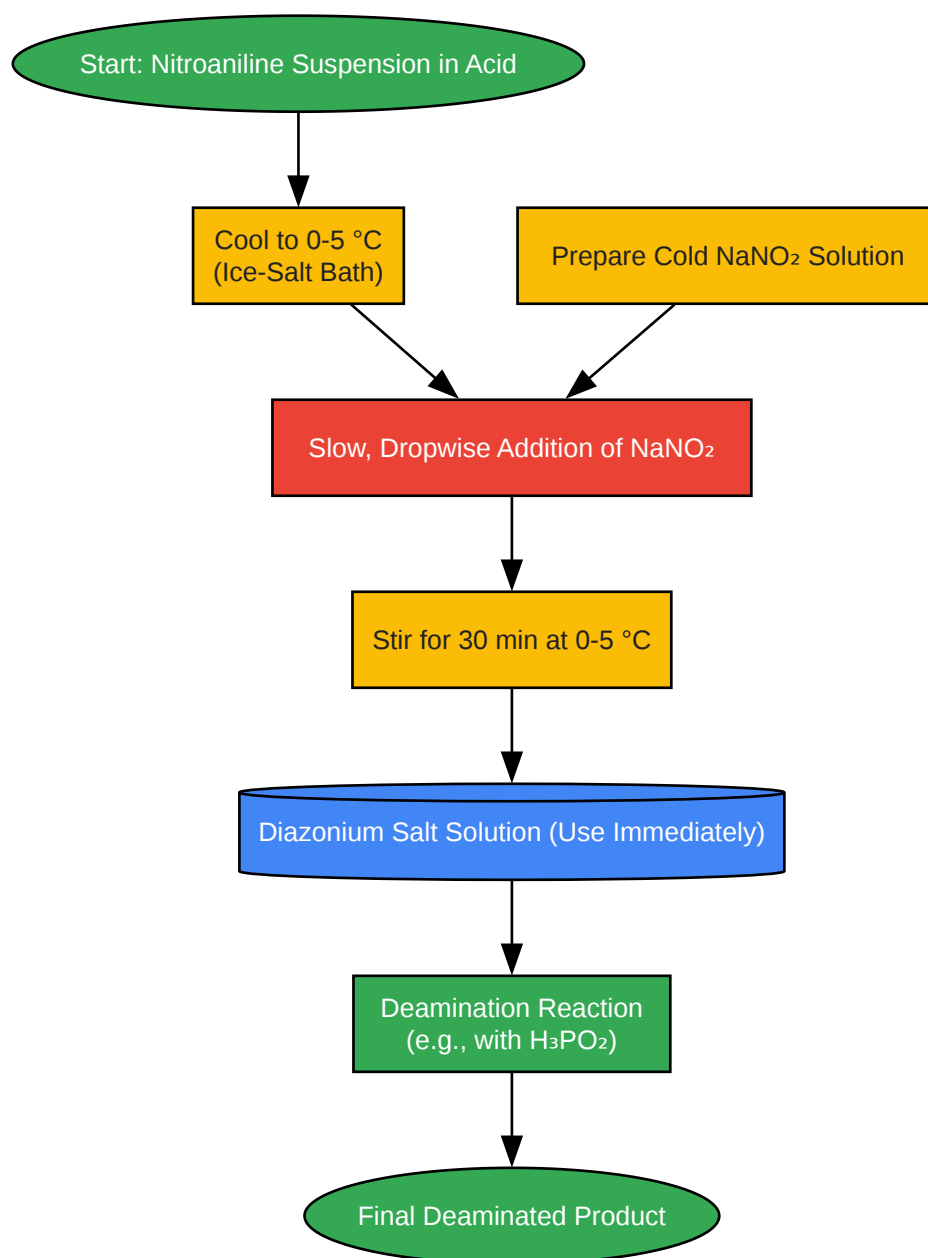 Start: Nitroaniline Suspension in Acid
Cool to 0-5 °C
(Ice-Salt Bath)
Prepare Cold NaNO₂ Solution
Slow, Dropwise Addition of NaNO₂
Stir for 30 min at 0-5 °C
Diazonium Salt Solution (Use Immediately)
Deamination Reaction
(e.g., with H₃PO₂)
Final Deaminated Product